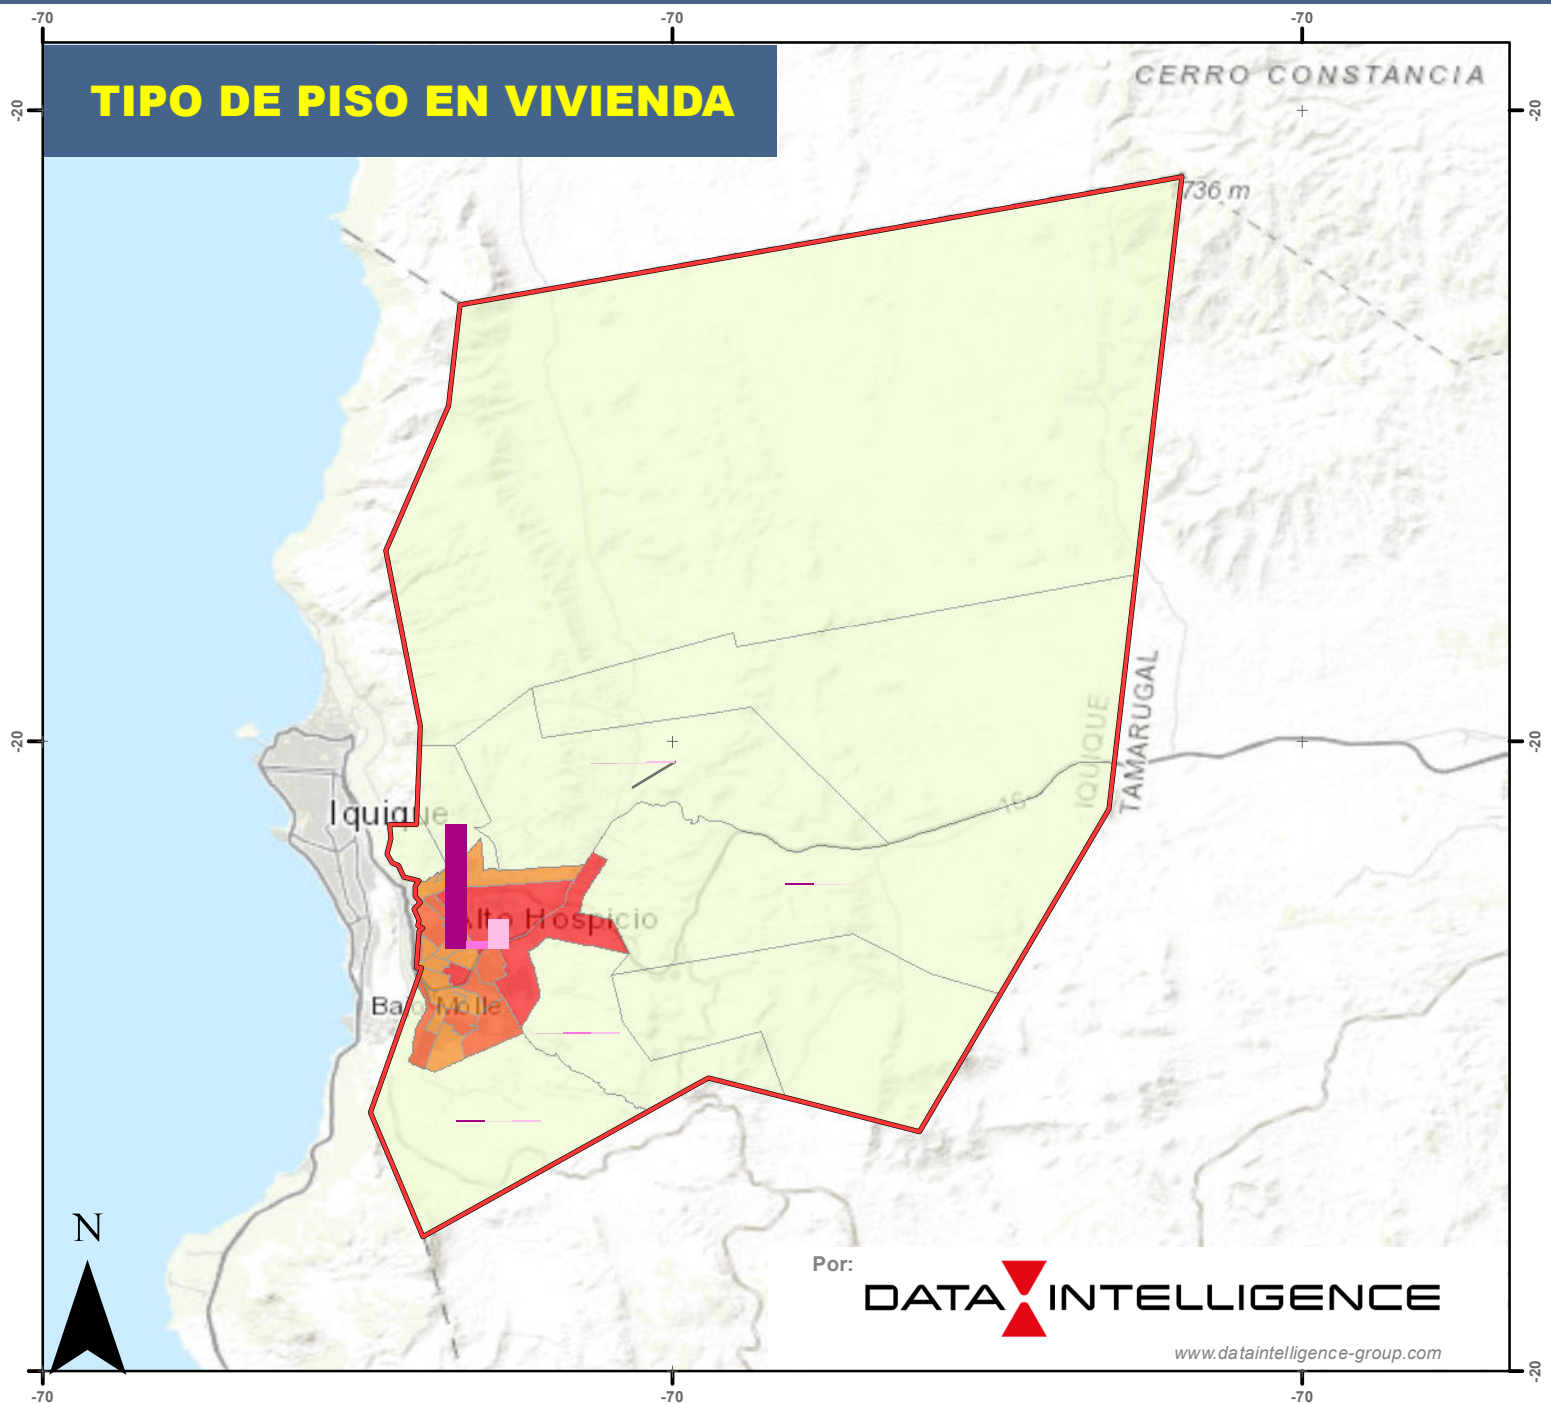 -70 -70 -70
TIPO DE PISO EN VIVIENDA
CERRO CONSTANCIA
-20 -20
736 m
IQUIQUE
TAMARUGAL
-20 -20
16
Iquique
Alto Hospicio
Bajo Molle
N
Por:
DATA INTELLIGENCE
www.dataintelligence-group.com
-20 -20
-70 -70 -70